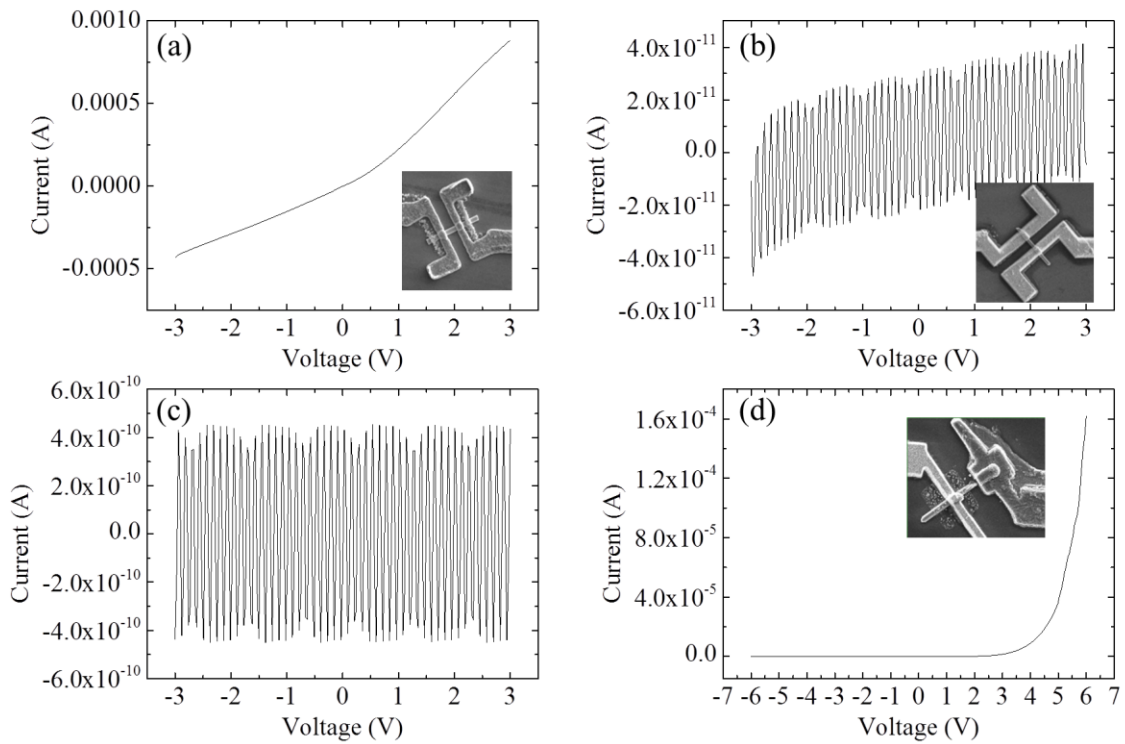 (a)
0.0010
0.0005
0.0000
-0.0005
Current (A)
-3 -2 -1 0 1 2 3
Voltage (V)
(b)
4.0x10-11
2.0x10-11
0.0
-2.0x10-11
-4.0x10-11
-6.0x10-11
Current (A)
-3 -2 -1 0 1 2 3
Voltage (V)
(c)
6.0x10-10
4.0x10-10
2.0x10-10
0.0
-2.0x10-10
-4.0x10-10
-6.0x10-10
Current (A)
-3 -2 -1 0 1 2 3
Voltage (V)
(d)
1.6x10-4
1.2x10-4
8.0x10-5
4.0x10-5
0.0
Current (A)
-7 -6 -5 -4 -3 -2 -1 0 1 2 3 4 5 6 7
Voltage (V)